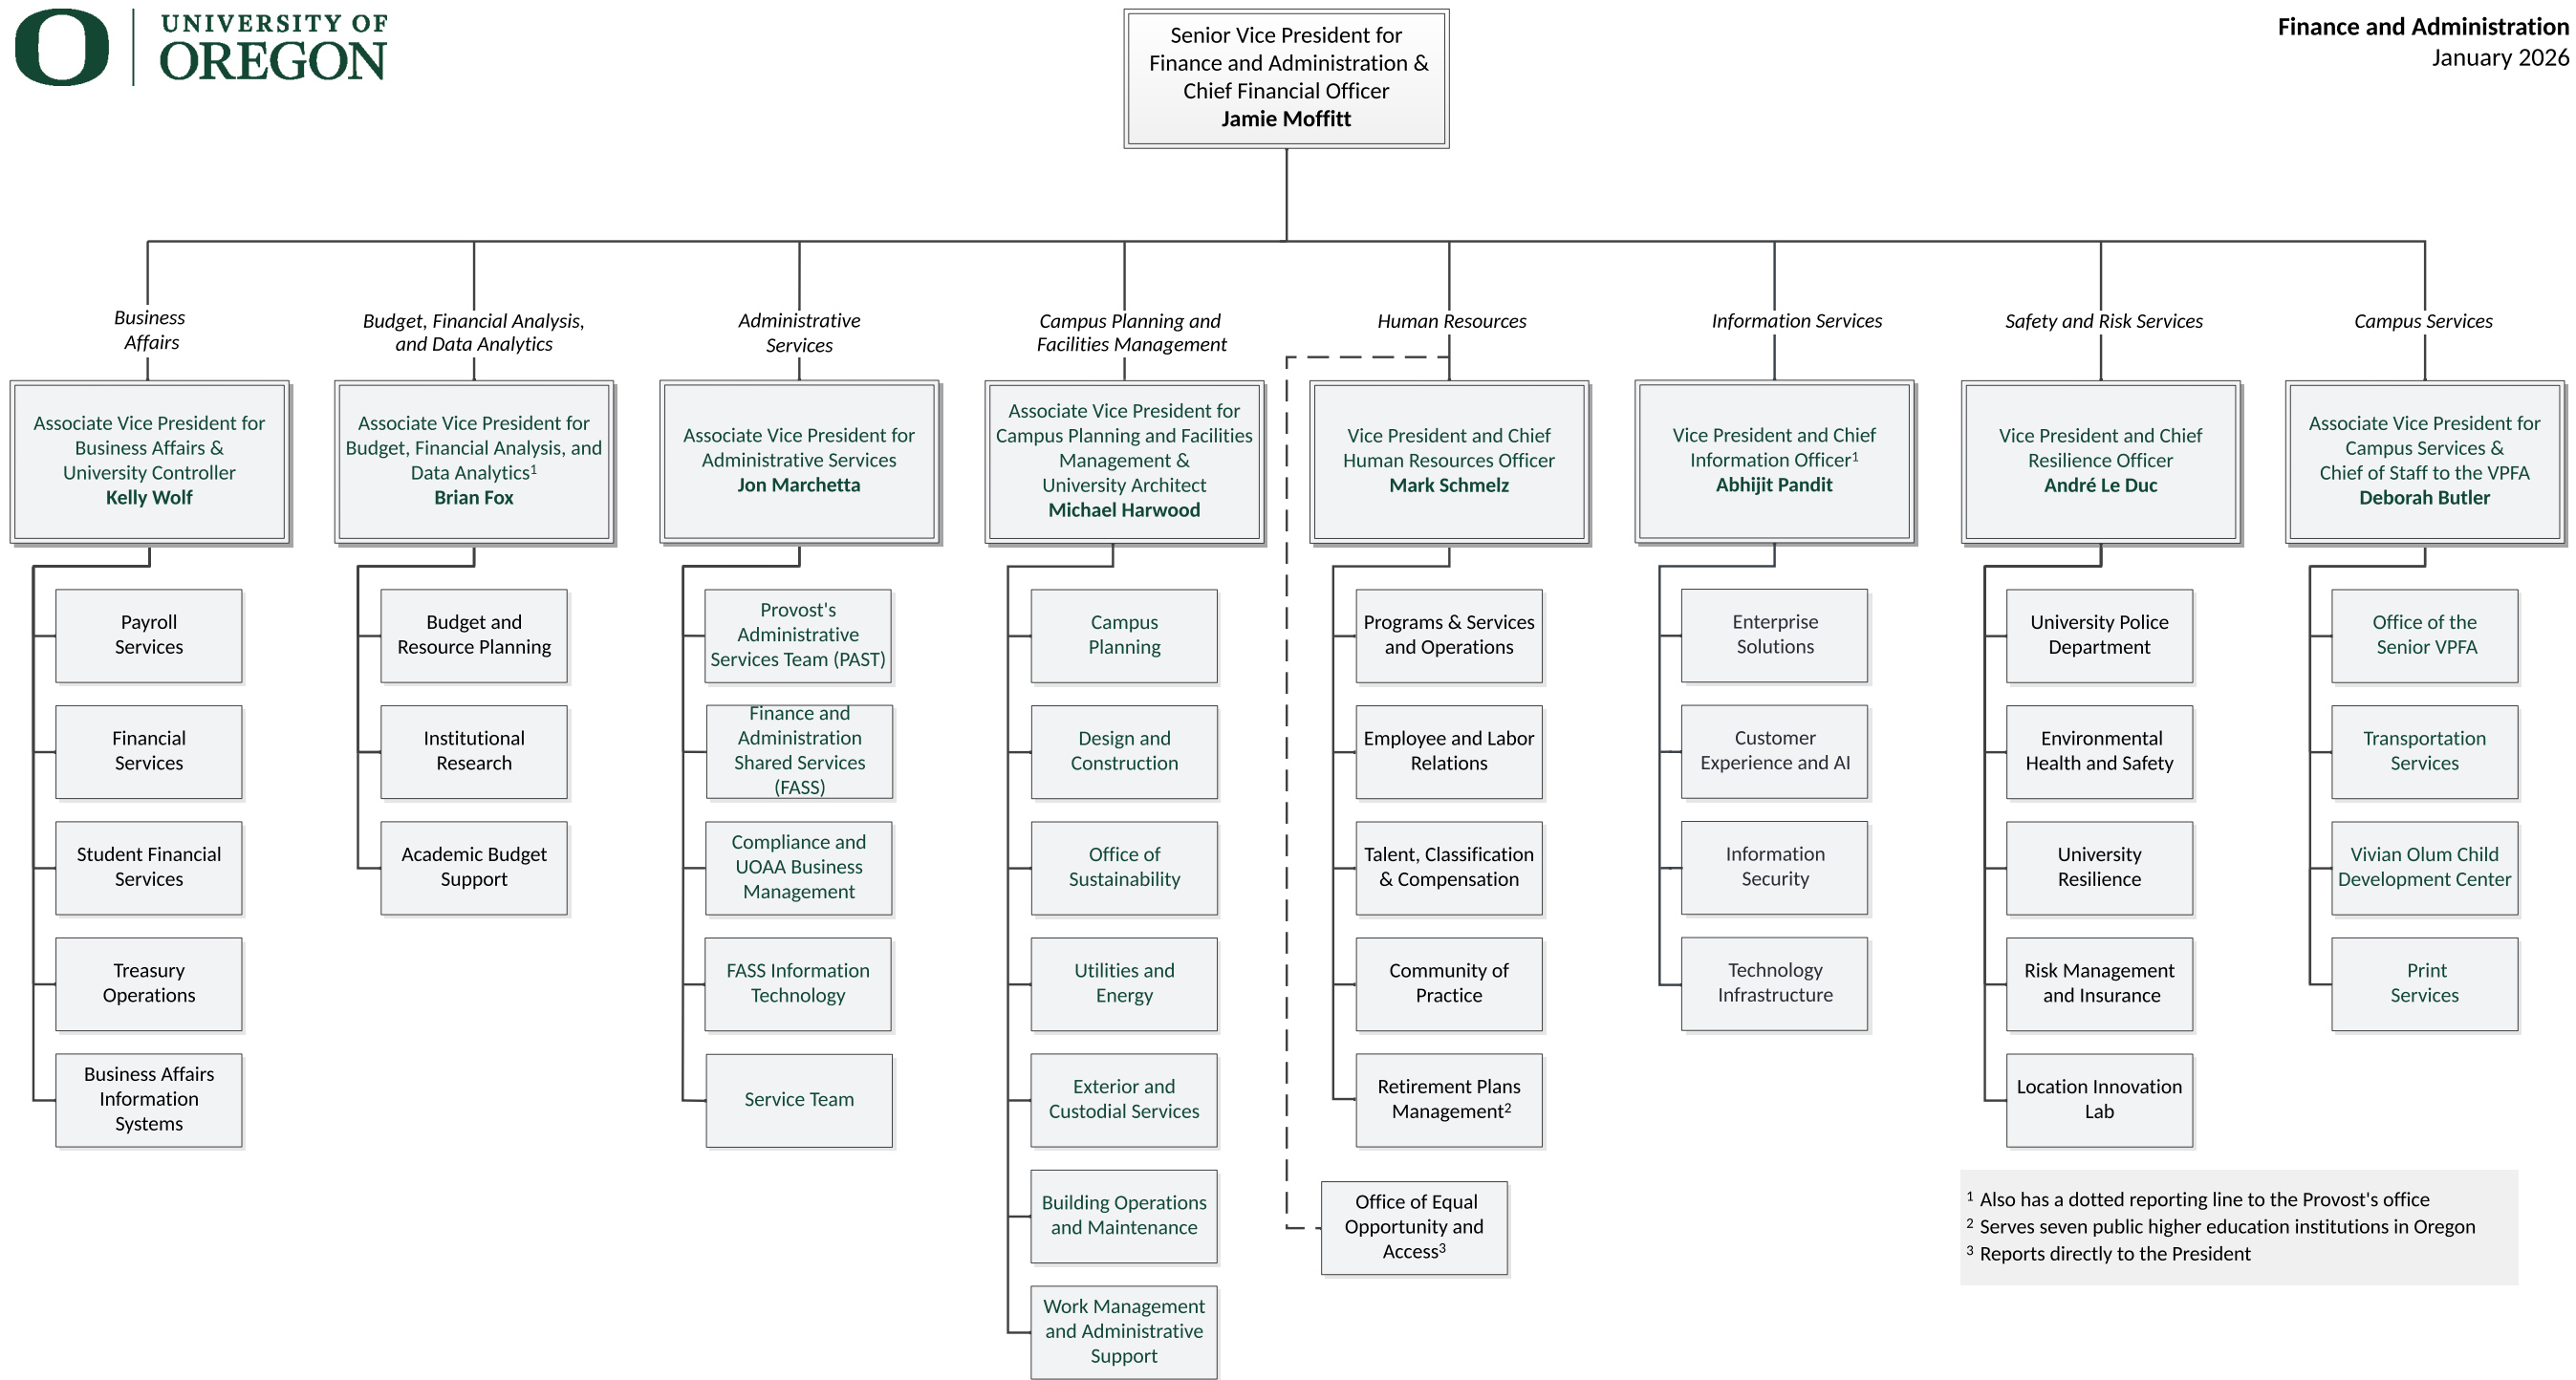 UNIVERSITY OF
OREGON
Senior Vice President for
Finance and Administration &
Chief Financial Officer
Jamie Moffitt
Finance and Administration
January 2026
Business
Affairs
Associate Vice President for
Business Affairs &
University Controller
Kelly Wolf
Payroll
Services
Financial
Services
Student Financial
Services
Treasury
Operations
Business Affairs
Information
Systems
Budget, Financial Analysis,
and Data Analytics
Associate Vice President for
Budget, Financial Analysis, and
Data Analytics¹
Brian Fox
Budget and
Resource Planning
Institutional
Research
Academic Budget
Support
Administrative
Services
Associate Vice President for
Administrative Services
Jon Marchetta
Provost's
Administrative
Services Team (PAST)
Finance and
Administration
Shared Services
(FASS)
Compliance and
UOAA Business
Management
FASS Information
Technology
Service Team
Campus Planning and
Facilities Management
Associate Vice President for
Campus Planning and Facilities
Management &
University Architect
Michael Harwood
Campus
Planning
Design and
Construction
Office of
Sustainability
Utilities and
Energy
Exterior and
Custodial Services
Building Operations
and Maintenance
Work Management
and Administrative
Support
Human Resources
Vice President and Chief
Human Resources Officer
Mark Schmelz
Programs & Services
and Operations
Employee and Labor
Relations
Talent, Classification
& Compensation
Community of
Practice
Retirement Plans
Management²
Office of Equal
Opportunity and
Access³
Information Services
Vice President and Chief
Information Officer¹
Abhijit Pandit
Enterprise
Solutions
Customer
Experience and AI
Information
Security
Technology
Infrastructure
Safety and Risk Services
Vice President and Chief
Resilience Officer
André Le Duc
University Police
Department
Environmental
Health and Safety
University
Resilience
Risk Management
and Insurance
Location Innovation
Lab
Campus Services
Associate Vice President for
Campus Services &
Chief of Staff to the VPFA
Deborah Butler
Office of the
Senior VPFA
Transportation
Services
Vivian Olum Child
Development Center
Print
Services
¹ Also has a dotted reporting line to the Provost's office
² Serves seven public higher education institutions in Oregon
³ Reports directly to the President